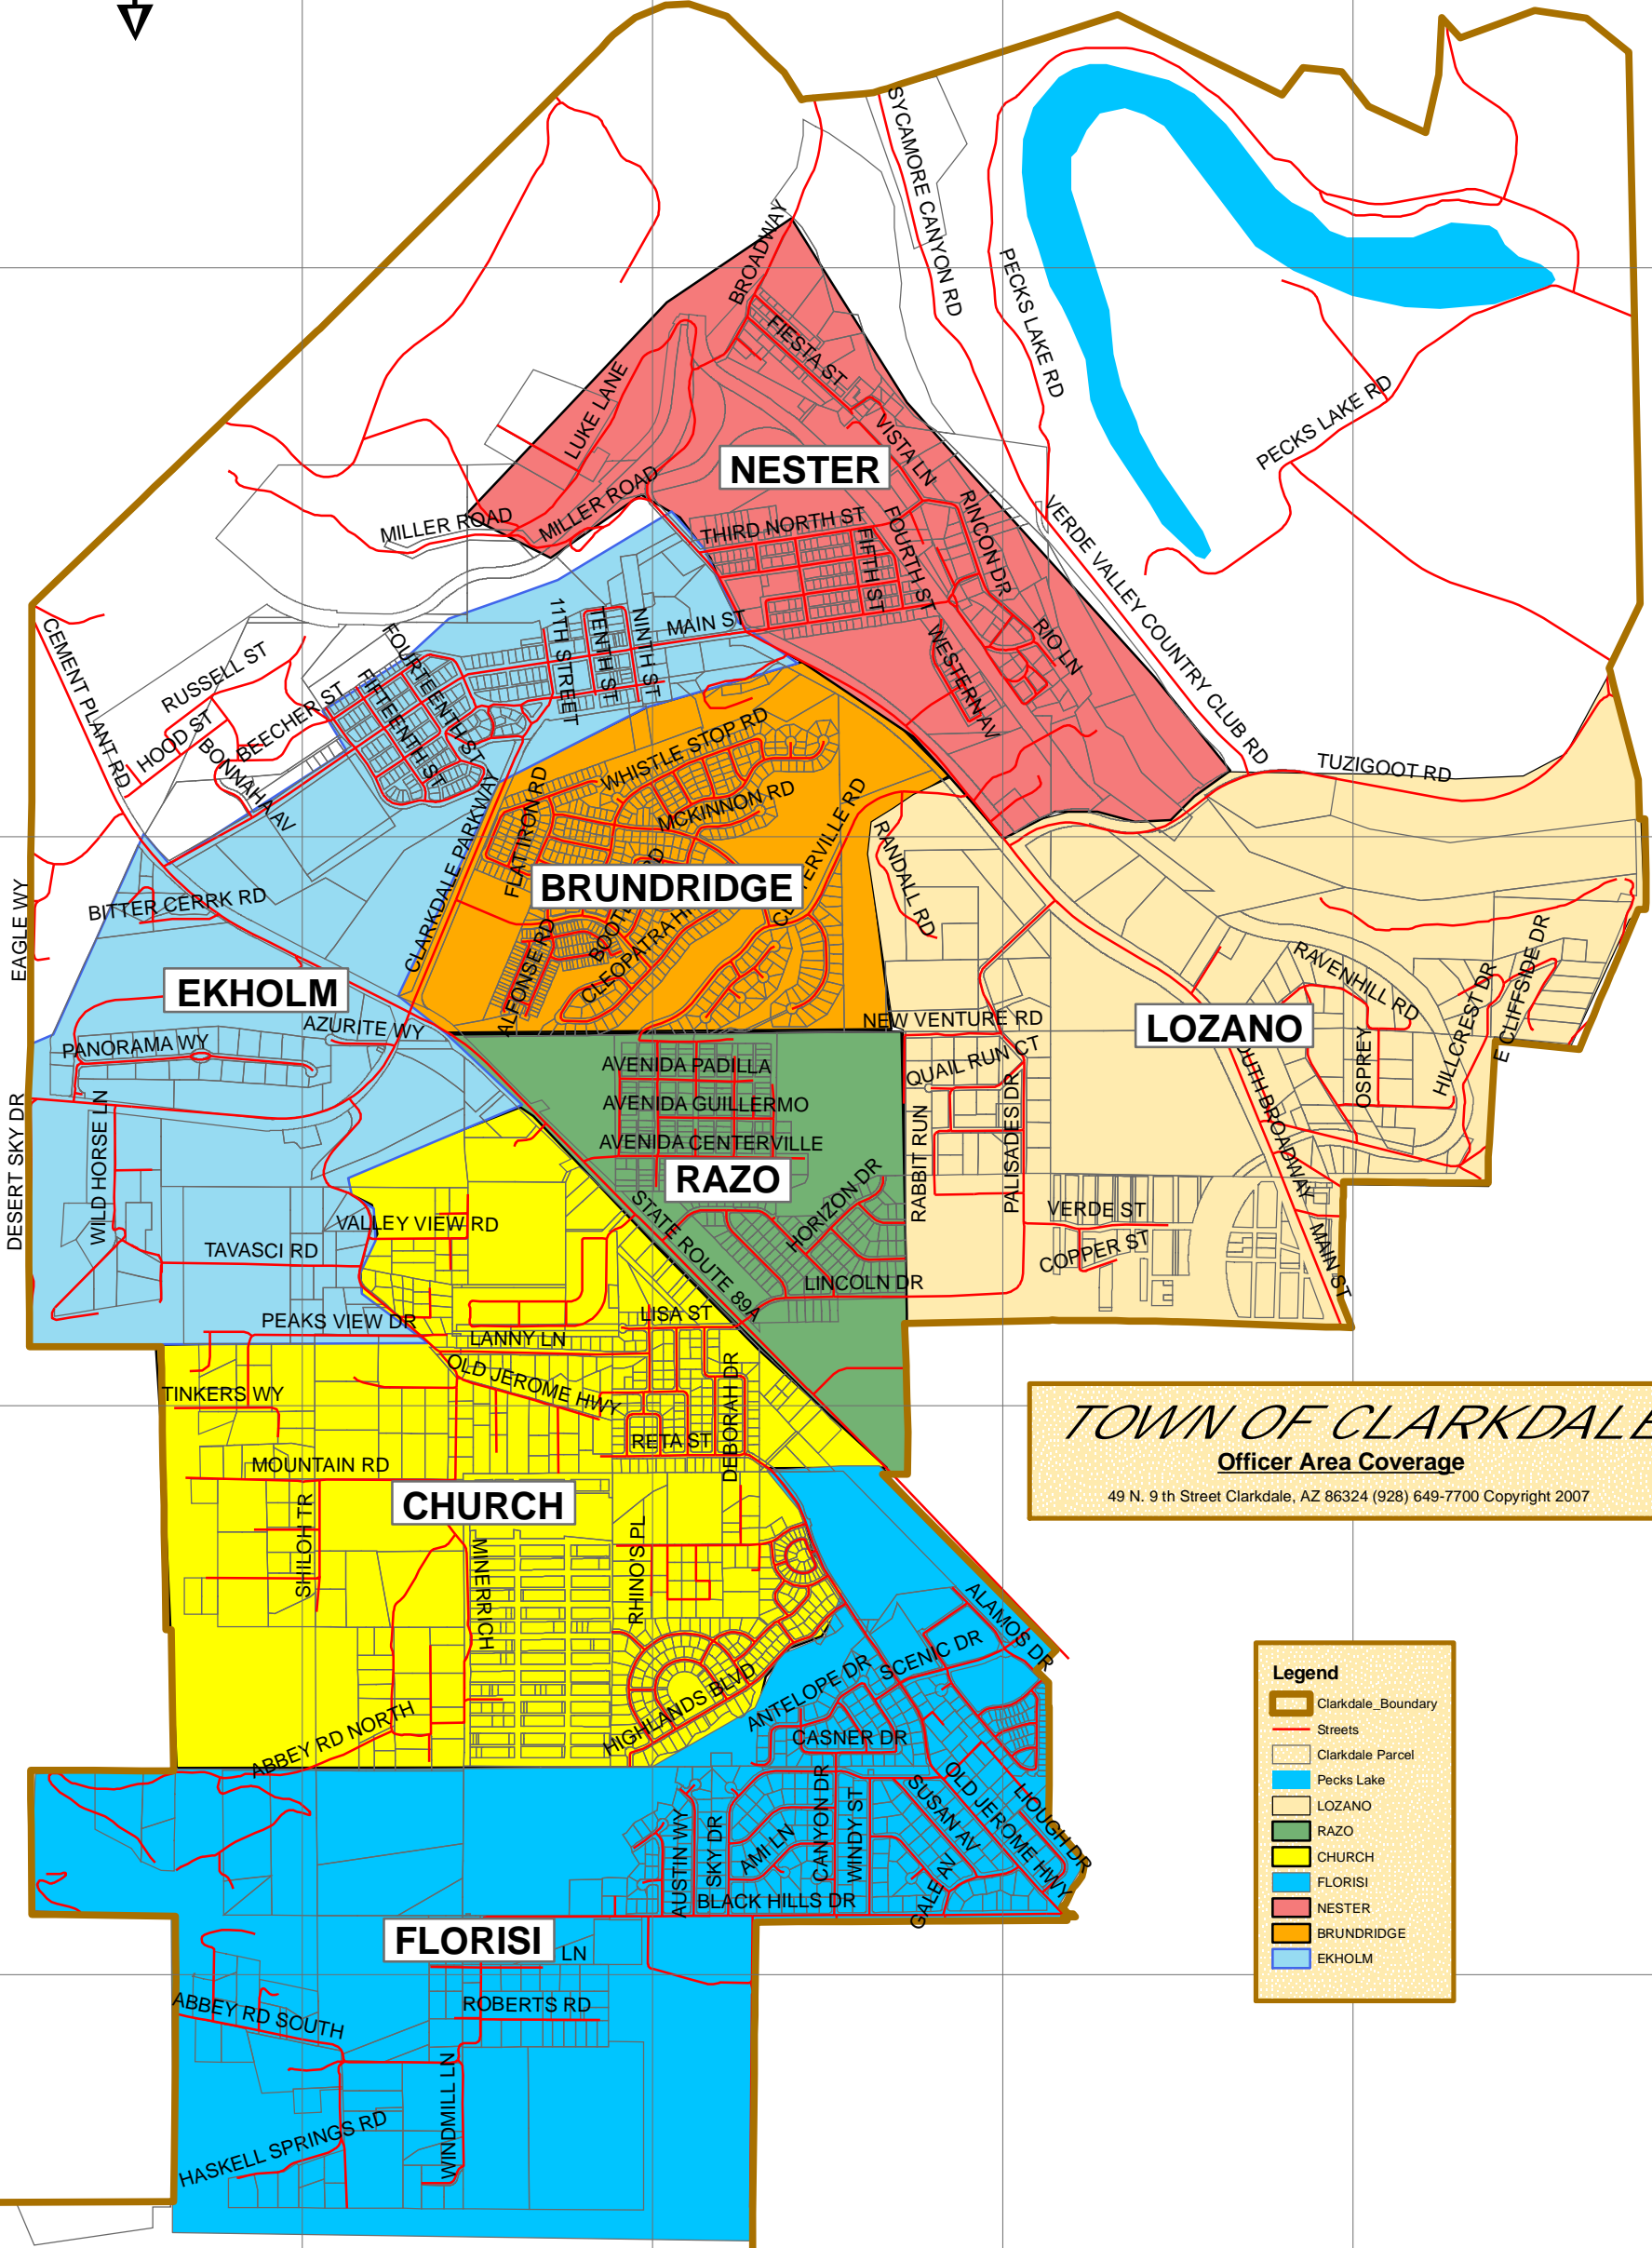 SYCAMORE CANYON RD
BROADWAY
PECKS LAKE RD
FIESTA ST
LUKE LANE
PECKS LAKE RD
VISTA LN
NESTER
MILLER ROAD
MILLER ROAD
THIRD NORTH ST
FOURTH ST
FIFTH ST
RINCON DR
VERDE VALLEY COUNTRY CLUB RD
CEMENT PLANT RD
RUSSELL ST
HOOD ST
BEECHER ST
BONNAHA AV
FOURTEENTH ST
FIFTEENTH ST
11TH STREET
TENTH ST
NINTH ST
MAIN ST
WESTERN AV
RIO LN
TUZIGOOT RD
WHISTLE STOP RD
MCKINNON RD
FLAT IRON RD
CLARKDALE PARKWAY
RANDALL RD
BRUNDRIDGE
ERVILLE RD
EAGLE WY
BITTER CERRK RD
ALFONSE RD
CLEOPATRA HI
RAVENHILL RD
HILLCREST DR
E CLIFFSIDE DR
EKHOLM
LOZANO
AZURITE WY
PANORAMA WY
NEW VENTURE RD
QUAIL RUN CT
OSPREY
AVENIDA PADILLA
AVENIDA GUILLERMO
AVENIDA CENTERVILLE
DESERT SKY DR
WILD HORSE LN
RAZO
HORIZON DR
RABBIT RUN
PALISADES DR
OUTH BROADWAY
VERDE ST
COPPER ST
MAIN ST
VALLEY VIEW RD
TAVASCI RD
STATE ROUTE 89A
LINCOLN DR
PEAKS VIEW DR
LISA ST
LANNY LN
OLD JEROME HWY
TINKERS WY
DEBORAH DR
RETA ST
MOUNTAIN RD
TOWN OF CLARKDALE
Officer Area Coverage
49 N. 9 th Street Clarkdale, AZ 86324 (928) 649-7700 Copyright 2007
CHURCH
SHILOH TR
MINERRICH
RHINO'S PL
ALAMOS DR
SCENIC DR
ANTELOPE DR
HIGHLANDS BLVD
CASNER DR
ABBEY RD NORTH
OLD JEROME HWY
LIOUGH DR
SUSAN AV
CANYON DR
WINDY ST
AMI LN
SKY DR
AUSTIN WY
GALE AV
BLACK HILLS DR
FLORISI
LN
ABBEY RD SOUTH
ROBERTS RD
WINDMILL LN
HASKELL SPRINGS RD
Legend
Clarkdale_Boundary
Streets
Clarkdale Parcel
Pecks Lake
LOZANO
RAZO
CHURCH
FLORISI
NESTER
BRUNDRIDGE
EKHOLM